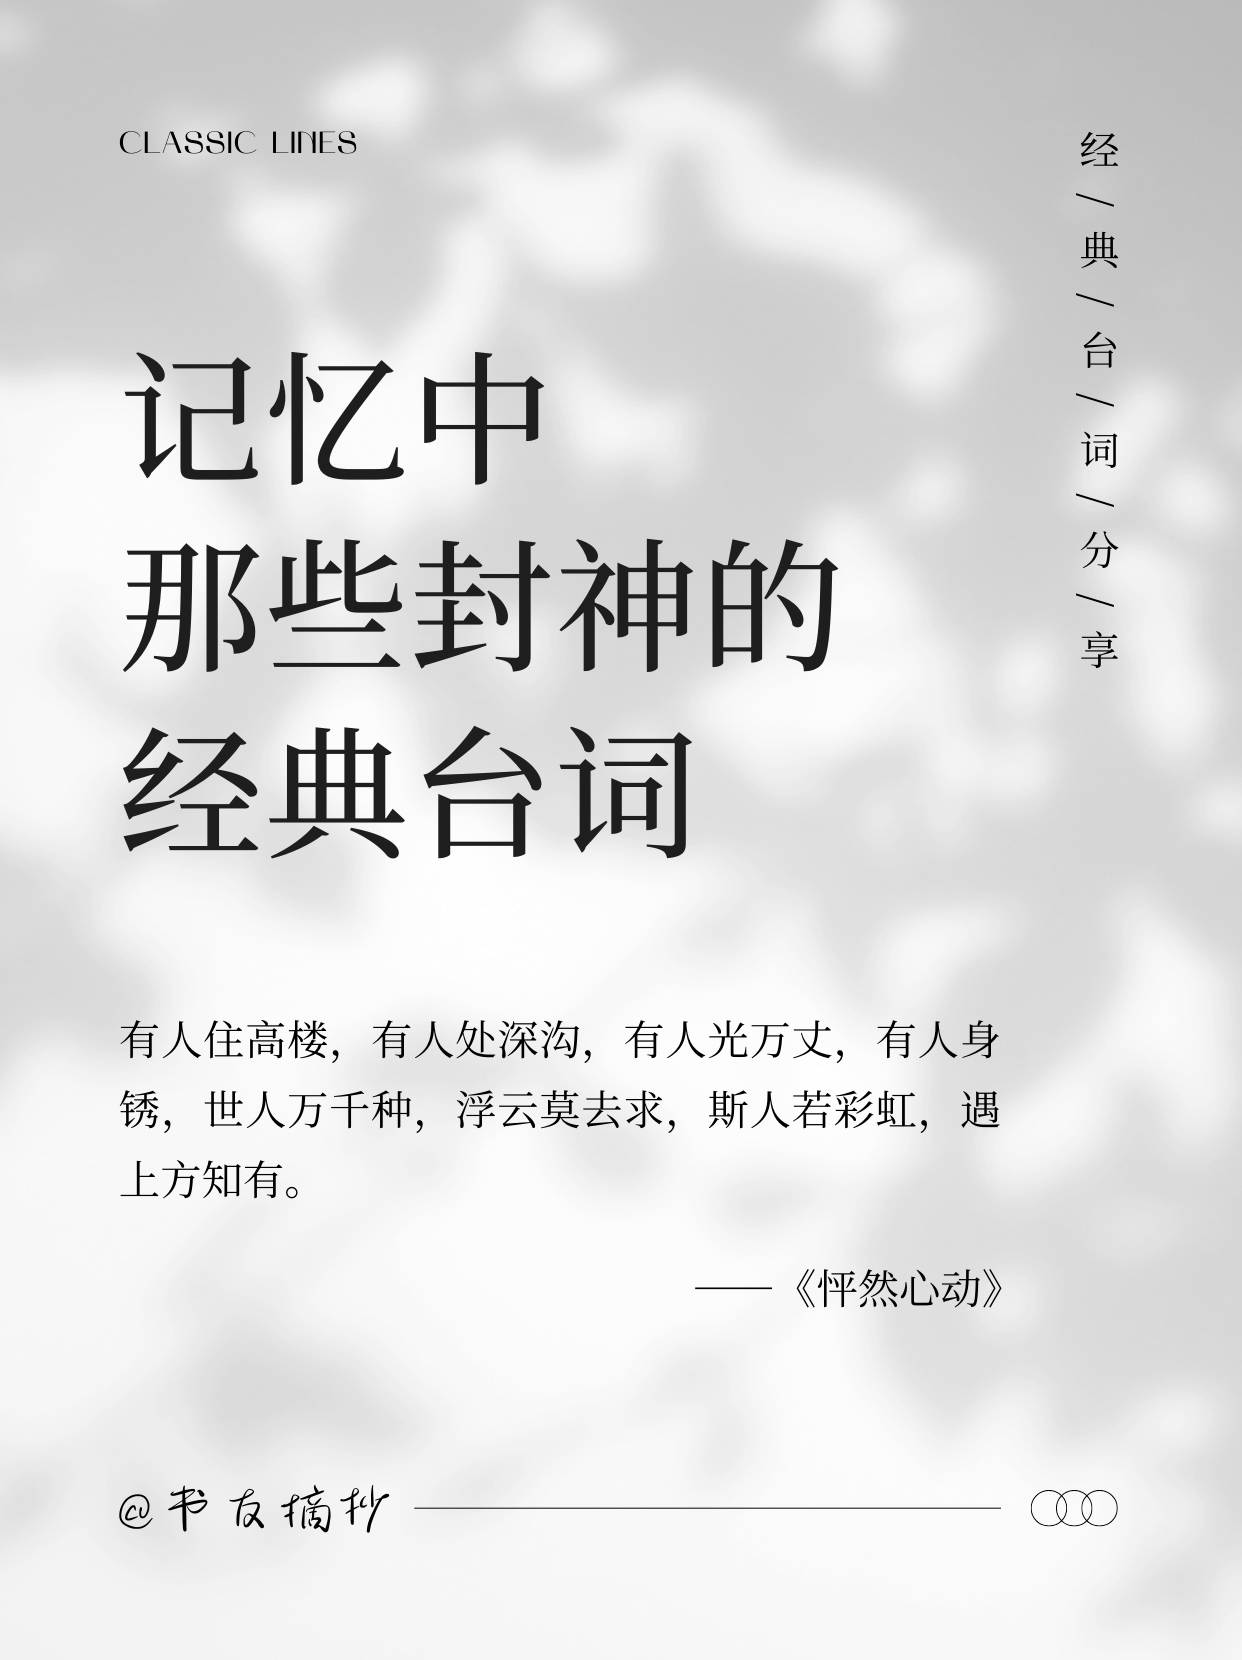 CLASSIC LINES
经/典/台/词/分/享
记忆中
那些封神的
经典台词
有人住高楼，有人处深沟，有人光万丈，有人身
锈，世人万千种，浮云莫去求，斯人若彩虹，遇
上方知有。
——《怦然心动》
@书友摘抄